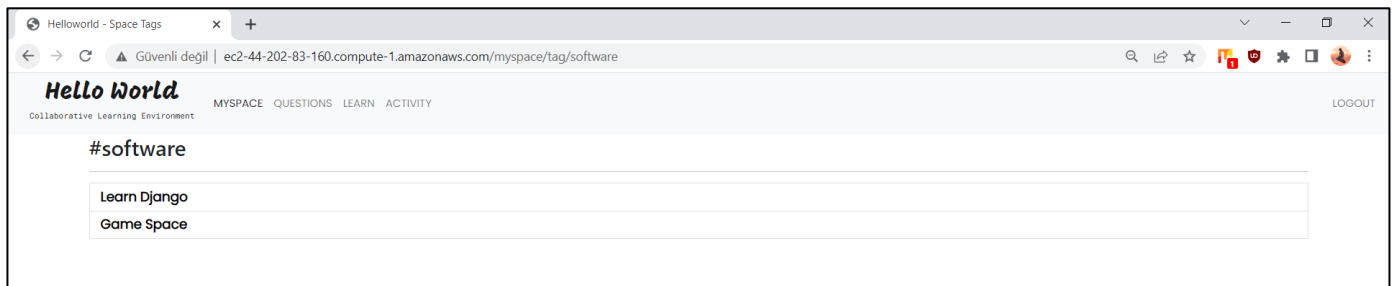 Helloworld - Space Tags
Güvenli değil | ec2-44-202-83-160.compute-1.amazonaws.com/myspace/tag/software
1
Hello World
Collaborative Learning Environment
MYSPACE QUESTIONS LEARN ACTIVITY
LOGOUT
#software
Learn Django
Game Space